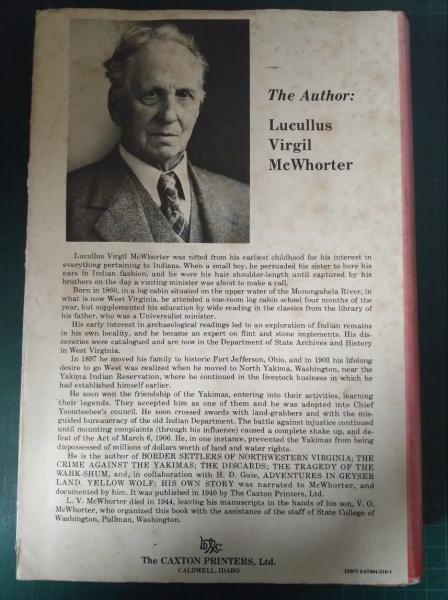 The Author:
Lucullus
Virgil
McWhorter
Lucullus Virgil McWhorter was noted from his earliest childhood for his interest in
everything pertaining to Indians. When a small boy, he persuaded his sister to bore his
ears in Indian fashion, and he wore his hair shoulder-length until captured by his
brothers on the day a visiting minister was about to make a call.
Born in 1860, in a log cabin situated on the upper water of the Monongahela River, in
what is now West Virginia, he attended a one-room log cabin school four months of the
year, but supplemented his education by wide reading in the classics from the library of
his father, who was a Universalist minister.
His early interest in archaeological readings led to an exploration of Indian remains
in his own locality, and he became an expert on flint and stone implements. His dis-
coveries were catalogued and are now in the Department of State Archives and History
in West Virginia.
In 1897 he moved his family to historic Fort Jefferson, Ohio, and in 1903 his lifelong
desire to go West was realized when he moved to North Yakima, Washington, near the
Yakima Indian Reservation, where he continued in the livestock business in which he
had established himself earlier.
He soon won the friendship of the Yakimas, entering into their activities, learning
their legends. They accepted him as one of them and he was adopted into Chief
Yoomteebee's council. He soon crossed swords with land-grabbers and with the mis-
guided bureaucracy of the old Indian Department. The battle against injustice continued
until mounting complaints (through his influence) caused a complete shake up, and de-
feat of the Act of March 6, 1906. He, in one instance, prevented the Yakimas from being
dispossessed of millions of dollars worth of land and water rights.
He is the author of BORDER SETTLERS OF NORTHWESTERN VIRGINIA; THE
CRIME AGAINST THE YAKIMAS; THE DISCARDS; THE TRAGEDY OF THE
WAHK-SHUM, and, in collaboration with H. D. Guie, ADVENTURES IN GEYSER
LAND. YELLOW WOLF; HIS OWN STORY was narrated to McWhorter, and
documented by him. It was published in 1940 by The Caxton Printers, Ltd.
L. V. McWhorter died in 1944, leaving his manuscripts in the hands of his son, V. O.
McWhorter, who organized this book with the assistance of the staff of State College of
Washington, Pullman, Washington.
The CAXTON PRINTERS, Ltd.
CALDWELL, IDAHO
ISBN 0-87004-310-1